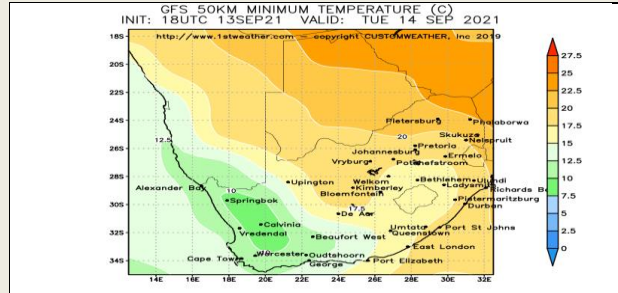 GFS 50KM MINIMUM TEMPERATURE (C)
INIT: 18UTC 13SEP21 VALID: TUE 14 SEP 2021
http://www.1stweather.com – copyright CUSTOMWEATHER, Inc 2019
18S
20S
22S
24S
26S
28S
30S
32S
34S
14E 16E 18E 20E 22E 24E 26E 28E 30E 32E
27.5
25
22.5
20
17.5
15
12.5
10
7.5
5
2.5
0
Pietersburg
Phalaborwa
12.5
20
Skukuza
Nelspruit
Pretoria
Johannesburg
Ermelo
Vryburg
Potchefstroom
Welkom
Bethlehem
Ulundi
Alexander Bay
10
Upington
Kimberley
Ladysmith
Richards Ba
Bloemfontein
Springbok
17.5
Pietermaritzburg
De Aar
Durban
Calvinia
Vredendal
Umtata
Port St Johns
Beaufort West
Queenstown
10
Worcester
Oudtshoorn
East London
Cape Town
George
Port Elizabeth